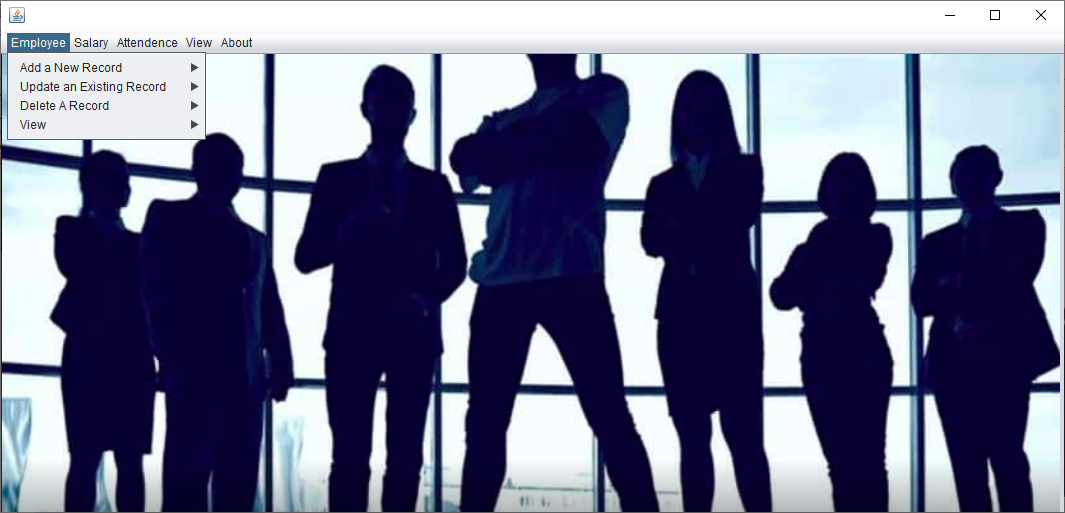 Employee Salary Attendence View About
Add a New Record
Update an Existing Record
Delete A Record
View